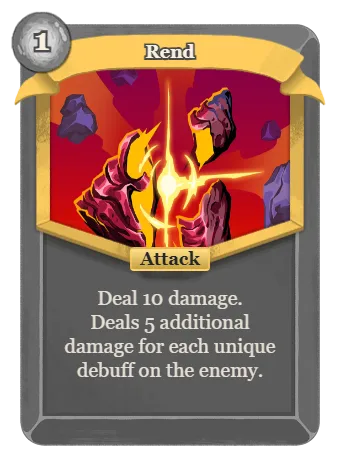 1
Rend
Attack
Deal 10 damage.
Deals 5 additional
damage for each unique
debuff on the enemy.